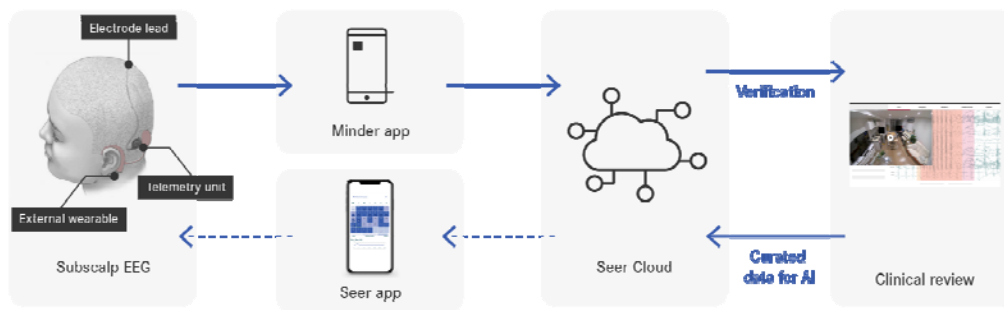 Electrode lead
Minder app
Verification
Telemetry unit
External wearable
Subscalp EEG
Seer app
Seer Cloud
Curated
data for AI
Clinical review